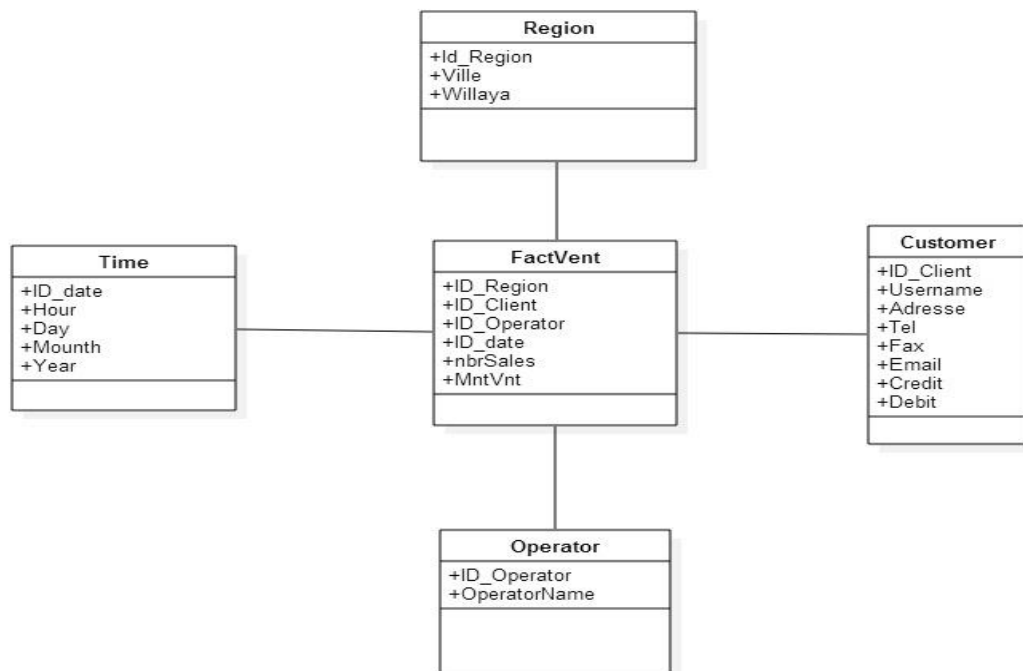 Region
+Id_Region
+Ville
+Willaya
Time
+ID_date
+Hour
+Day
+Mounth
+Year
FactVent
+ID_Region
+ID_Client
+ID_Operator
+ID_date
+nbrSales
+MntVnt
Customer
+ID_Client
+Username
+Adresse
+Tel
+Fax
+Email
+Credit
+Debit
Operator
+ID_Operator
+OperatorName